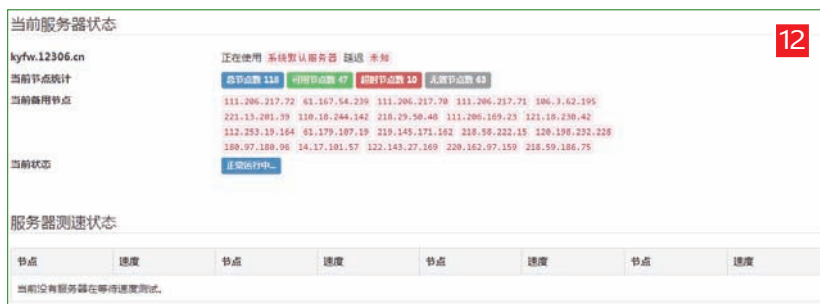 当前服务器状态
12
kyfw.12306.cn 正在使用 系统默认服务器 延迟 未知
当前节点统计 总节点数 118 可用节点数 47 超时节点数 10 无效节点数 63
当前备用节点 111.206.217.72 61.167.54.239 111.206.217.70 111.206.217.71 106.3.62.195
221.13.201.39 110.18.244.142 218.29.50.48 111.206.169.23 121.18.230.42
112.253.19.164 61.179.107.19 219.145.171.162 218.58.222.15 120.198.232.228
180.97.180.96 14.17.101.57 122.143.27.169 220.162.97.159 218.59.186.75
当前状态 正常运行中...
服务器测速状态
节点 速度 节点 速度 节点 速度 节点 速度
当前没有服务器在等待速度测试。